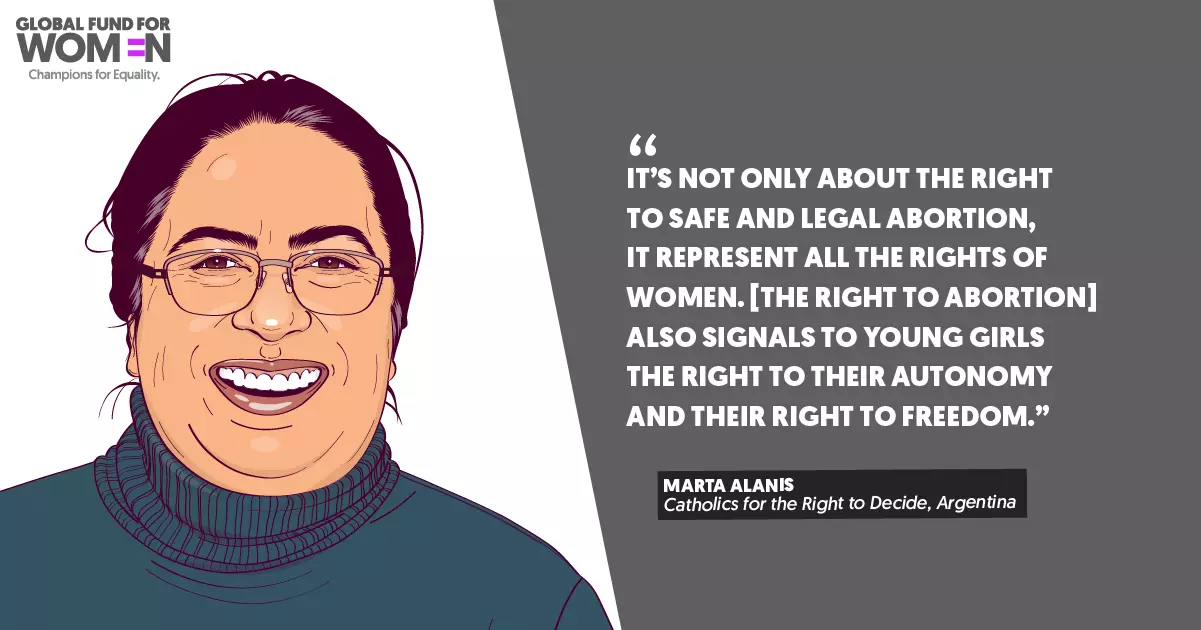 GLOBAL FUND FOR
WOMEN
Champions for Equality.
“
IT’S NOT ONLY ABOUT THE RIGHT
TO SAFE AND LEGAL ABORTION,
IT REPRESENT ALL THE RIGHTS OF
WOMEN. [THE RIGHT TO ABORTION]
ALSO SIGNALS TO YOUNG GIRLS
THE RIGHT TO THEIR AUTONOMY
AND THEIR RIGHT TO FREEDOM.”
MARTA ALANIS
Catholics for the Right to Decide, Argentina